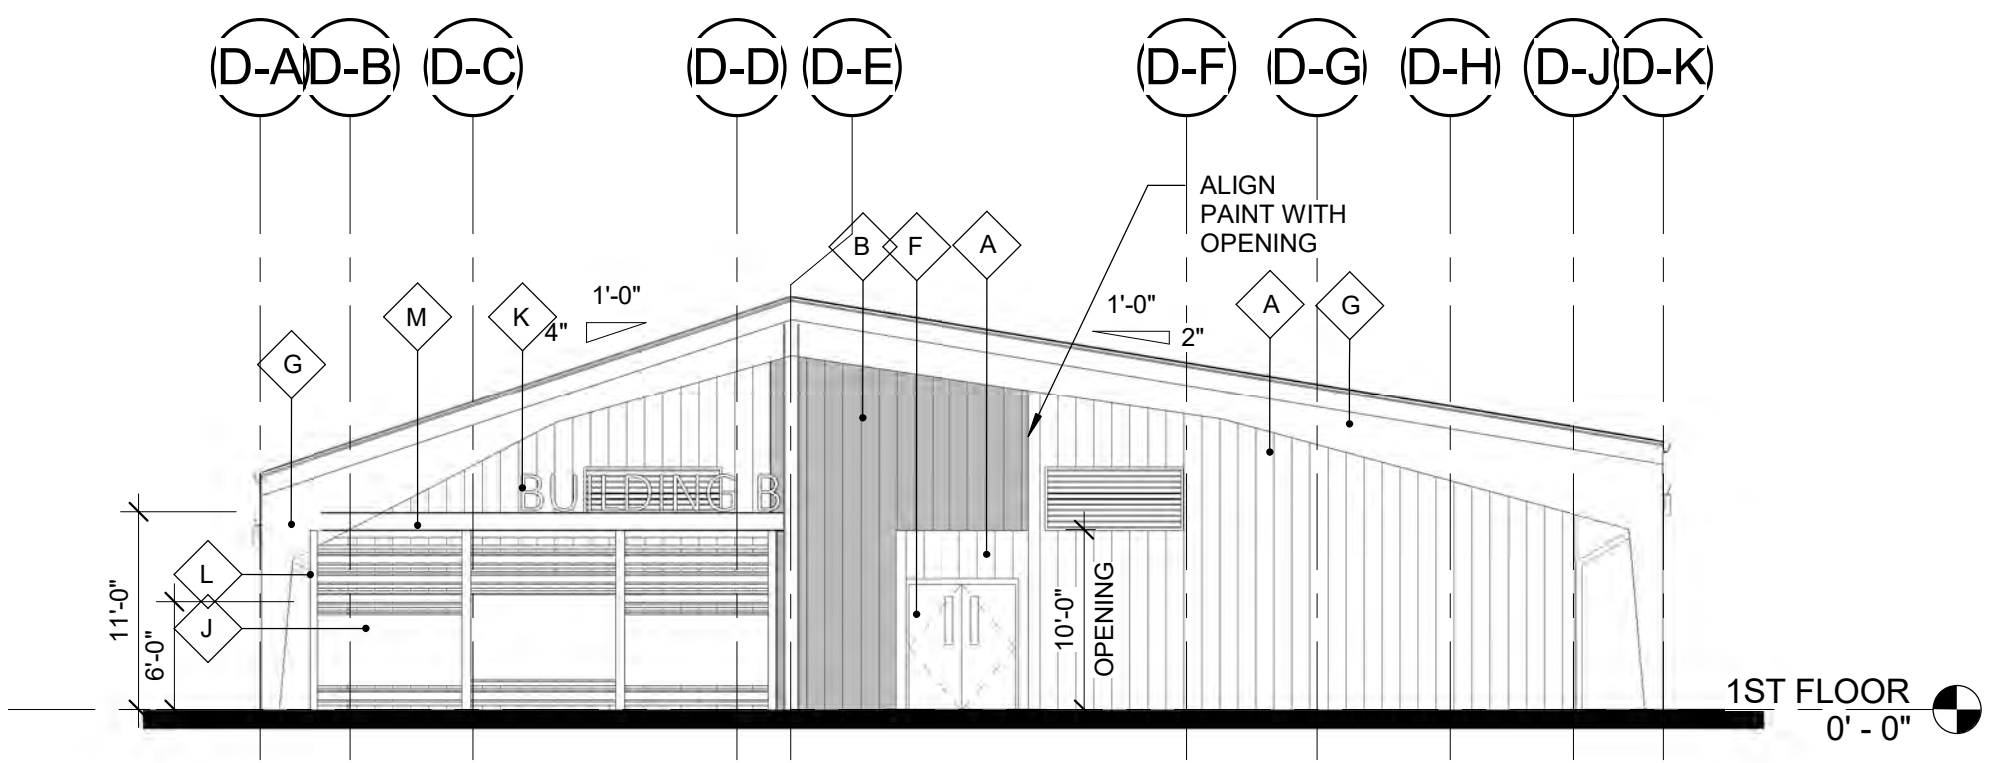 D-A D-B D-C D-D D-E D-F D-G D-H D-J D-K
ALIGN
PAINT WITH
OPENING
B F A
1'-0"
4"
1'-0"
2"
A G
M K
G
BUILDING B
L
J
11'-0"
6'-0"
10'-0"
OPENING
1ST FLOOR
0' - 0"